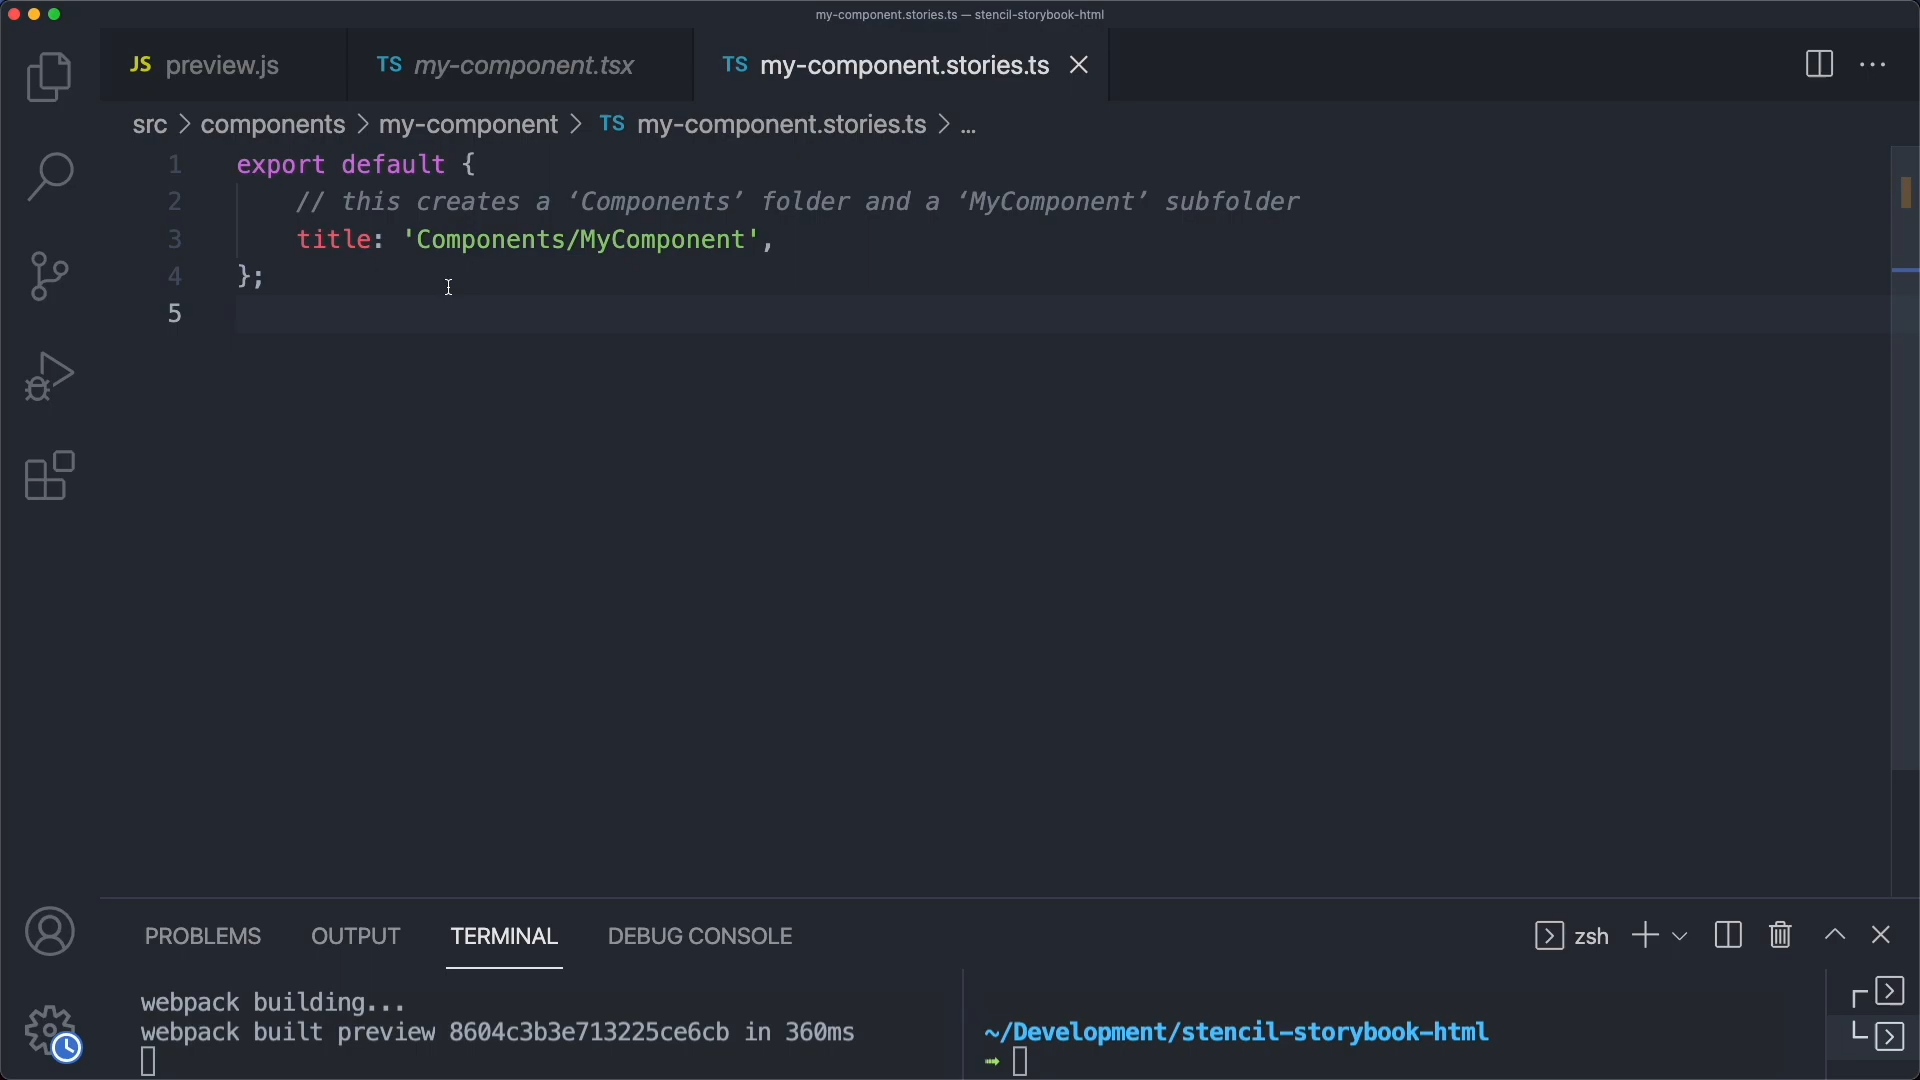 my-component.stories.ts — stencil-storybook-html
JS preview.js TS my-component.tsx TS my-component.stories.ts
src > components > my-component > TS my-component.stories.ts > ...
1 export default {
2 // this creates a ‘Components’ folder and a ‘MyComponent’ subfolder
3 title: 'Components/MyComponent',
4 };
5
PROBLEMS OUTPUT TERMINAL DEBUG CONSOLE zsh
webpack building...
webpack built preview 8604c3b3e713225ce6cb in 360ms
~/Development/stencil-storybook-html
➟